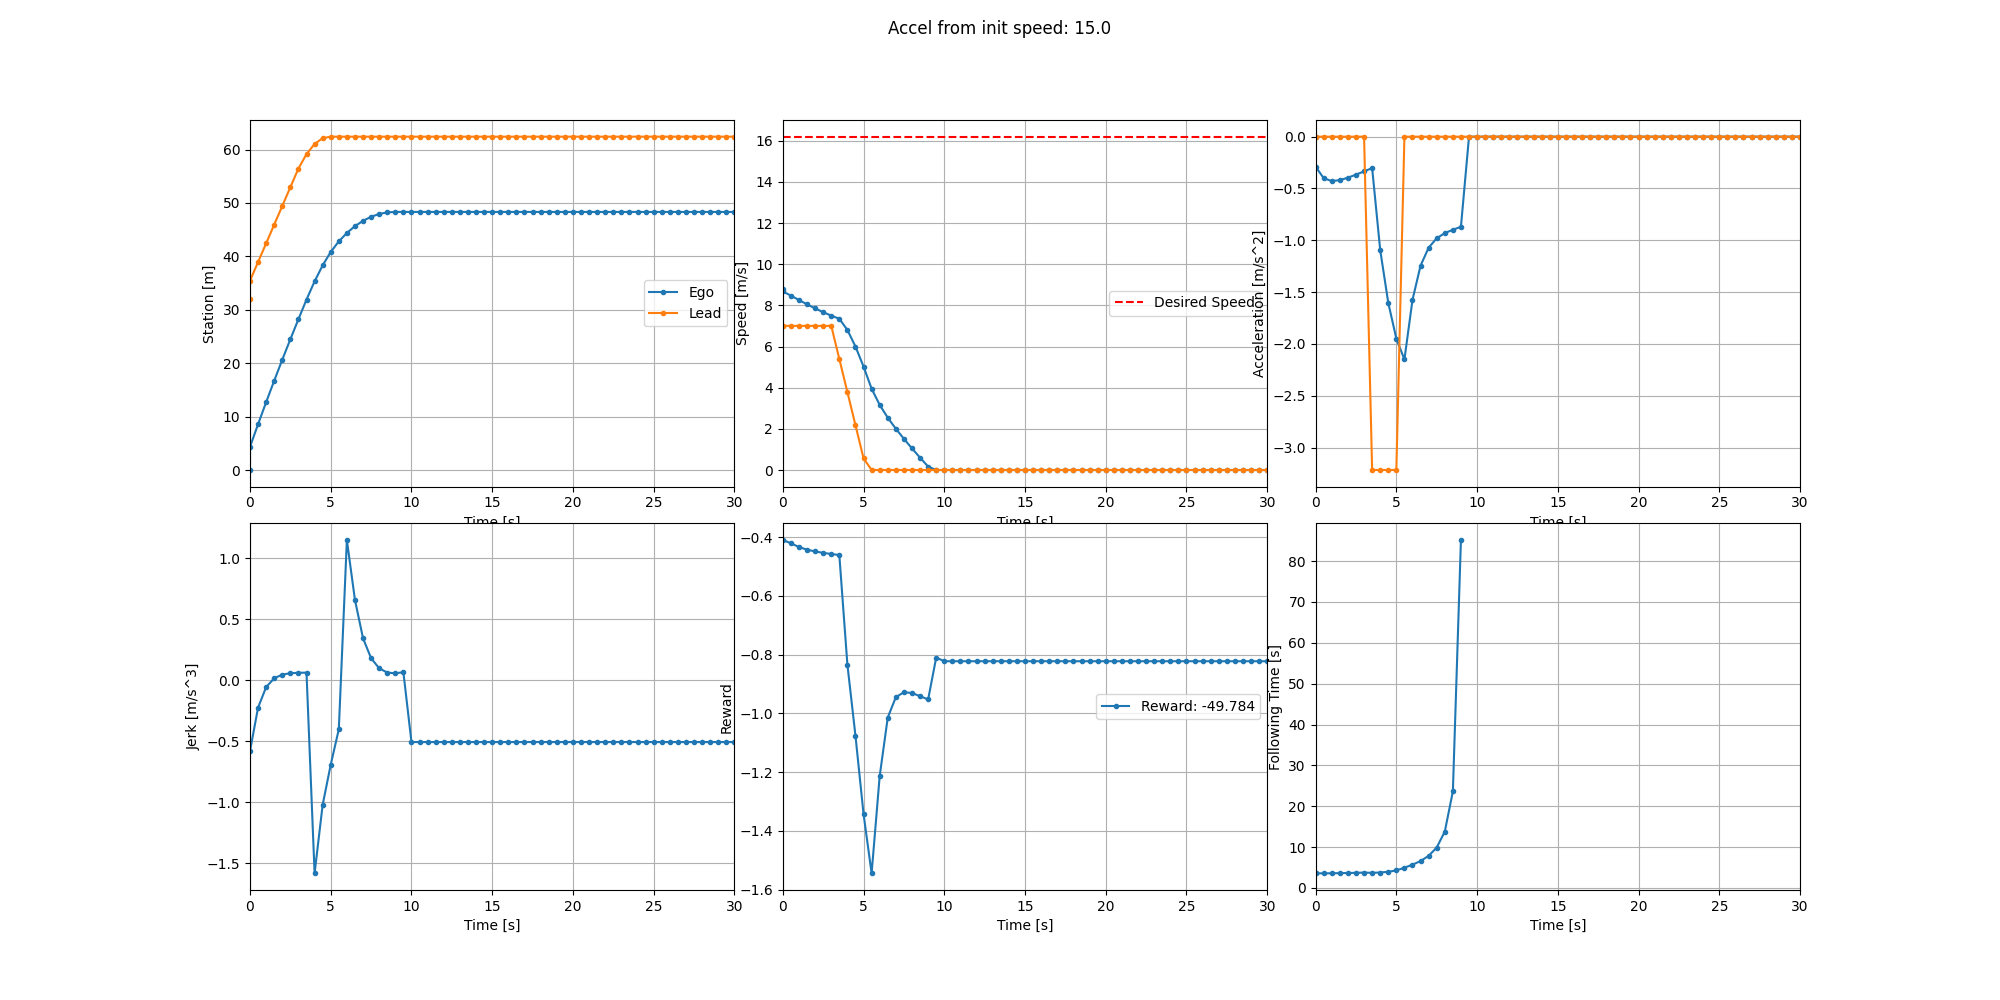 Accel from init speed: 15.0
Station [m]
60
50
40
30
20
10
0
0 5 10 15 20 25 30
Time [s]
Ego
Lead
Speed [m/s]
16
14
12
10
8
6
4
2
0
0 5 10 15 20 25 30
Time [s]
Desired Speed
Acceleration [m/s^2]
0.0
−0.5
−1.0
−1.5
−2.0
−2.5
−3.0
0 5 10 15 20 25 30
Time [s]
Jerk [m/s^3]
1.0
0.5
0.0
−0.5
−1.0
−1.5
0 5 10 15 20 25 30
Time [s]
Reward
−0.4
−0.6
−0.8
−1.0
−1.2
−1.4
−1.6
0 5 10 15 20 25 30
Time [s]
Reward: -49.784
Following Time [s]
80
70
60
50
40
30
20
10
0
0 5 10 15 20 25 30
Time [s]